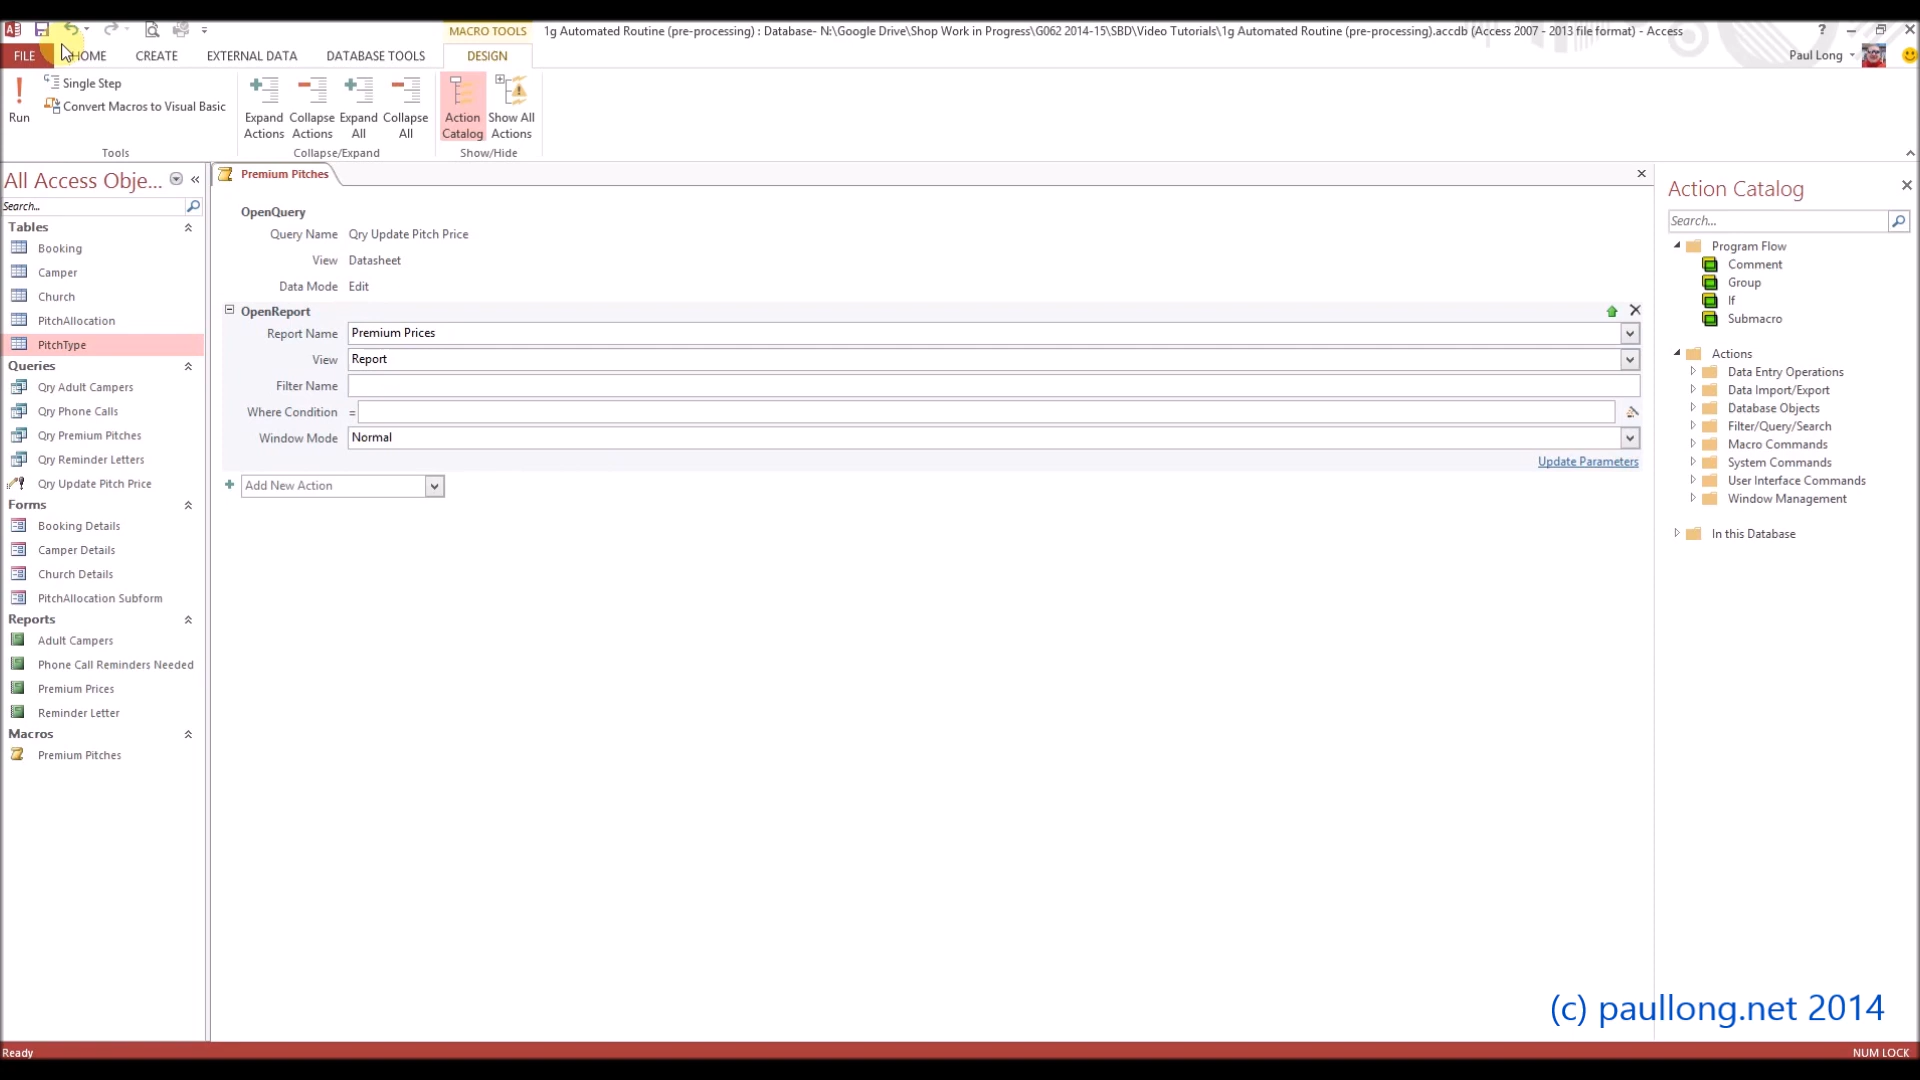 MACRO TOOLS
1g Automated Routine (pre-processing) : Database- N:\Google Drive\Shop Work in Progress\G062 2014-15\SBD\Video Tutorials\1g Automated Routine (pre-processing).accdb (Access 2007 - 2013 file format) - Access
?
FILE HOME CREATE EXTERNAL DATA DATABASE TOOLS DESIGN Paul Long
Run
Single Step
Convert Macros to Visual Basic
Tools
Expand Actions
Collapse Actions
Expand All
Collapse All
Collapse/Expand
Action Catalog
Show All Actions
Show/Hide
All Access Obje...
Search...
Tables
Booking
Camper
Church
PitchAllocation
PitchType
Queries
Qry Adult Campers
Qry Phone Calls
Qry Premium Pitches
Qry Reminder Letters
Qry Update Pitch Price
Forms
Booking Details
Camper Details
Church Details
PitchAllocation Subform
Reports
Adult Campers
Phone Call Reminders Needed
Premium Prices
Reminder Letter
Macros
Premium Pitches
Premium Pitches
OpenQuery
Query Name Qry Update Pitch Price
View Datasheet
Data Mode Edit
OpenReport
Report Name Premium Prices
View Report
Filter Name
Where Condition =
Window Mode Normal
Update Parameters
Add New Action
Action Catalog
Search...
Program Flow
Comment
Group
If
Submacro
Actions
Data Entry Operations
Data Import/Export
Database Objects
Filter/Query/Search
Macro Commands
System Commands
User Interface Commands
Window Management
In this Database
(c) paullong.net 2014
Ready
NUM LOCK